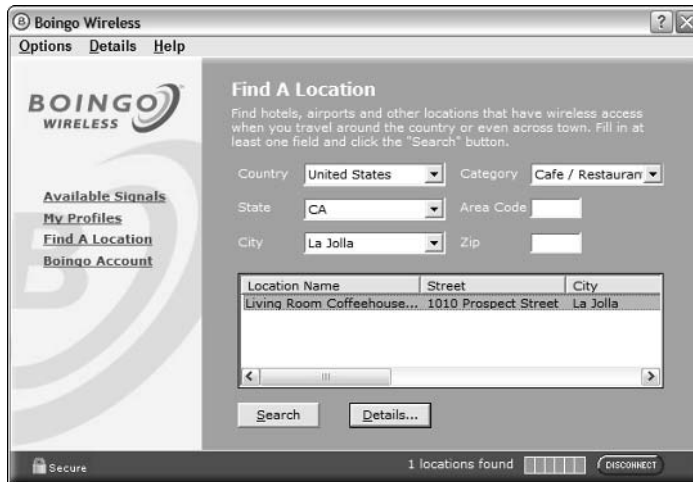 Boingo Wireless
Options Details Help
BOINGO
WIRELESS
Available Signals
My Profiles
Find A Location
Boingo Account
Find A Location
Find hotels, airports and other locations that have wireless access
when you travel around the country or even across town. Fill in at
least one field and click the "Search" button.
Country United States Category Cafe / Restauran
State CA Area Code
City La Jolla Zip
Location Name Street City
Living Room Coffeehouse... 1010 Prospect Street La Jolla
Search Details...
Secure 1 locations found DISCONNECT